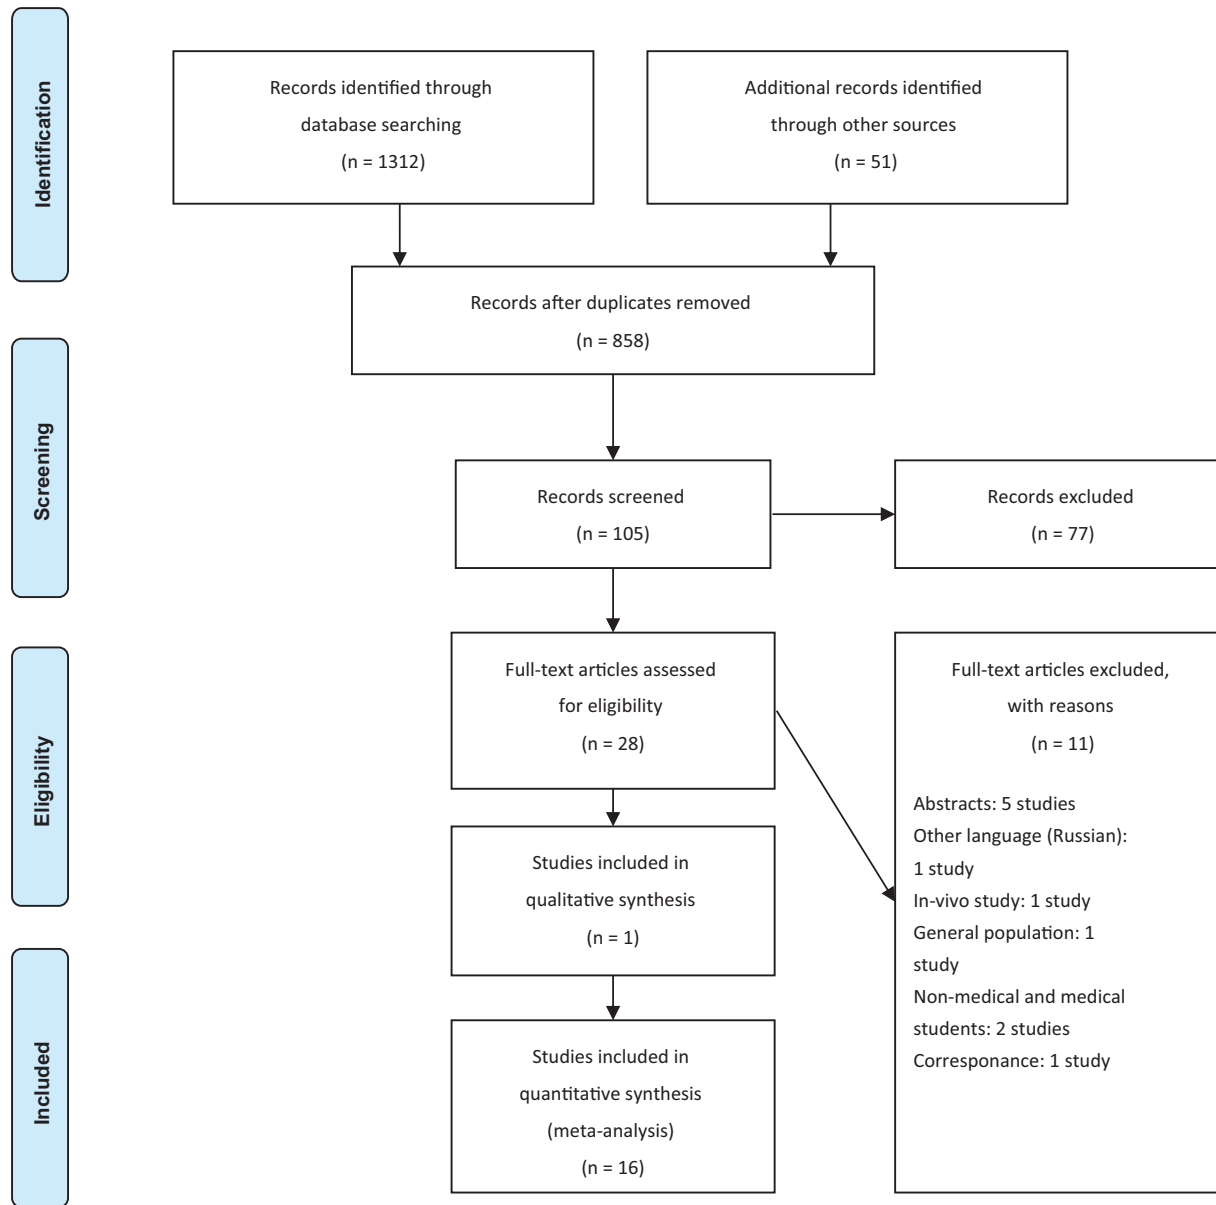 Identification
Records identified through
database searching
(n = 1312)
Additional records identified
through other sources
(n = 51)
Records after duplicates removed
(n = 858)
Screening
Records screened
(n = 105)
Records excluded
(n = 77)
Eligibility
Full-text articles assessed
for eligibility
(n = 28)
Full-text articles excluded,
with reasons
(n = 11)
Abstracts: 5 studies
Other language (Russian):
1 study
In-vivo study: 1 study
General population: 1
study
Non-medical and medical
students: 2 studies
Corresponance: 1 study
Studies included in
qualitative synthesis
(n = 1)
Included
Studies included in
quantitative synthesis
(meta-analysis)
(n = 16)